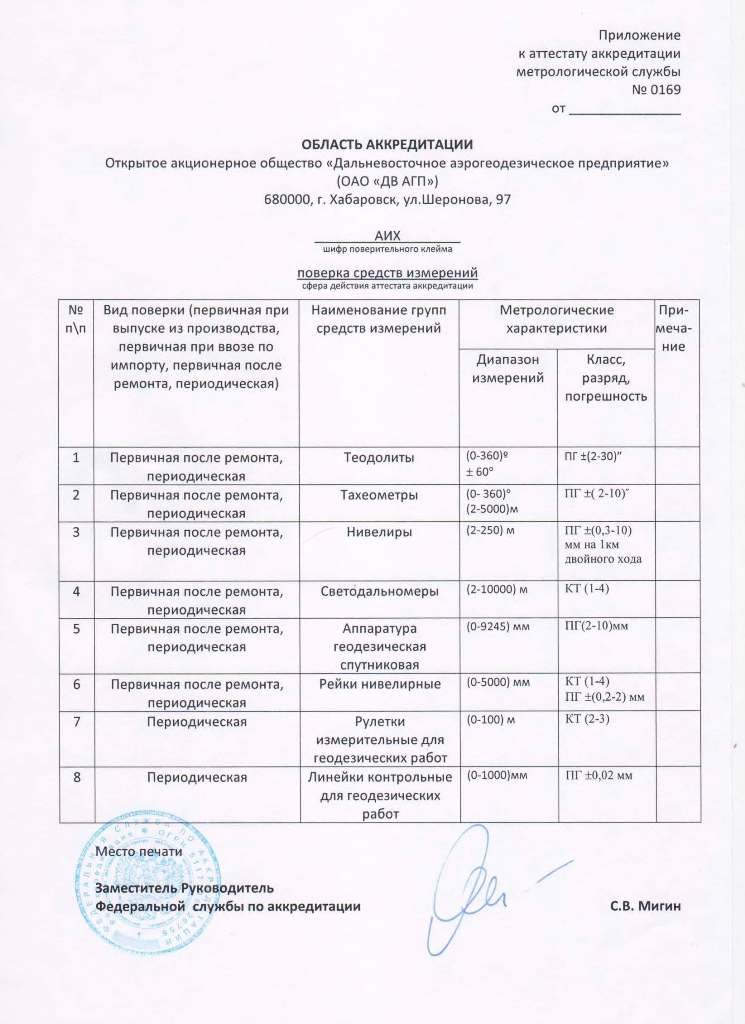 Приложение
к аттестату аккредитации
метрологической службы
№ 0169
от _______________
ОБЛАСТЬ АККРЕДИТАЦИИ
Открытое акционерное общество «Дальневосточное аэрогеодезическое предприятие»
(ОАО «ДВ АГП»)
680000, г. Хабаровск, ул.Шеронова, 97
АИХ
шифр поверительного клейма
поверка средств измерений
сфера действия аттестата аккредитации
№ п\п
Вид поверки (первичная при
выпуске из производства,
первичная при ввозе по
импорту, первичная после
ремонта, периодическая)
Наименование групп
средств измерений
Метрологические
характеристики
При-
меча-
ние
Диапазон
измерений
Класс,
разряд,
погрешность
1
Первичная после ремонта,
периодическая
Теодолиты
(0-360)º
± 60°
ПГ ±(2-30)″
2
Первичная после ремонта,
периодическая
Тахеометры
(0- 360)°
(2-5000)м
ПГ ±( 2-10)″
3
Первичная после ремонта,
периодическая
Нивелиры
(2-250) м
ПГ ±(0,3-10)
мм на 1км
двойного хода
4
Первичная после ремонта,
периодическая
Светодальномеры
(2-10000) м
КТ (1-4)
5
Первичная после ремонта,
периодическая
Аппаратура
геодезическая
спутниковая
(0-9245) мм
ПГ(2-10)мм
6
Первичная после ремонта,
периодическая
Рейки нивелирные
(0-5000) мм
КТ (1-4)
ПГ ±(0,2-2) мм
7
Периодическая
Рулетки
измерительные для
геодезических работ
(0-100) м
КТ (2-3)
8
Периодическая
Линейки контрольные
для геодезических
работ
(0-1000)мм
ПГ ±0,02 мм
Место печати
Заместитель Руководитель
Федеральной службы по аккредитации
С.В. Мигин